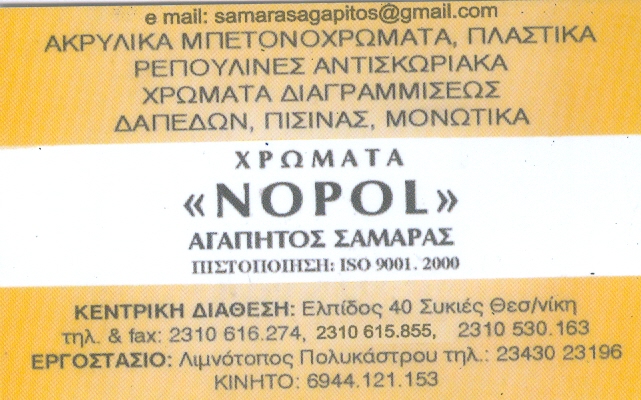 e mail: samarasagapitos@gmail.com
ΑΚΡΥΛΙΚΑ ΜΠΕΤΟΝΟΧΡΩΜΑΤΑ, ΠΛΑΣΤΙΚΑ
ΡΕΠΟΥΛΙΝΕΣ ΑΝΤΙΣΚΩΡΙΑΚΑ
ΧΡΩΜΑΤΑ ΔΙΑΓΡΑΜΜΙΣΕΩΣ
ΔΑΠΕΔΩΝ, ΠΙΣΙΝΑΣ, ΜΟΝΩΤΙΚΑ
ΧΡΩΜΑΤΑ
«NOPOL»
ΑΓΑΠΗΤΟΣ ΣΑΜΑΡΑΣ
ΠΙΣΤΟΠΟΙΗΣΗ: ISO 9001. 2000
ΚΕΝΤΡΙΚΗ ΔΙΑΘΕΣΗ: Ελπίδος 40 Συκιές Θεσ/νίκη
τηλ. & fax: 2310 616.274, 2310 615.855, 2310 530.163
ΕΡΓΟΣΤΑΣΙΟ: Λιμνότοπος Πολυκάστρου τηλ.: 23430 23196
ΚΙΝΗΤΟ: 6944.121.153